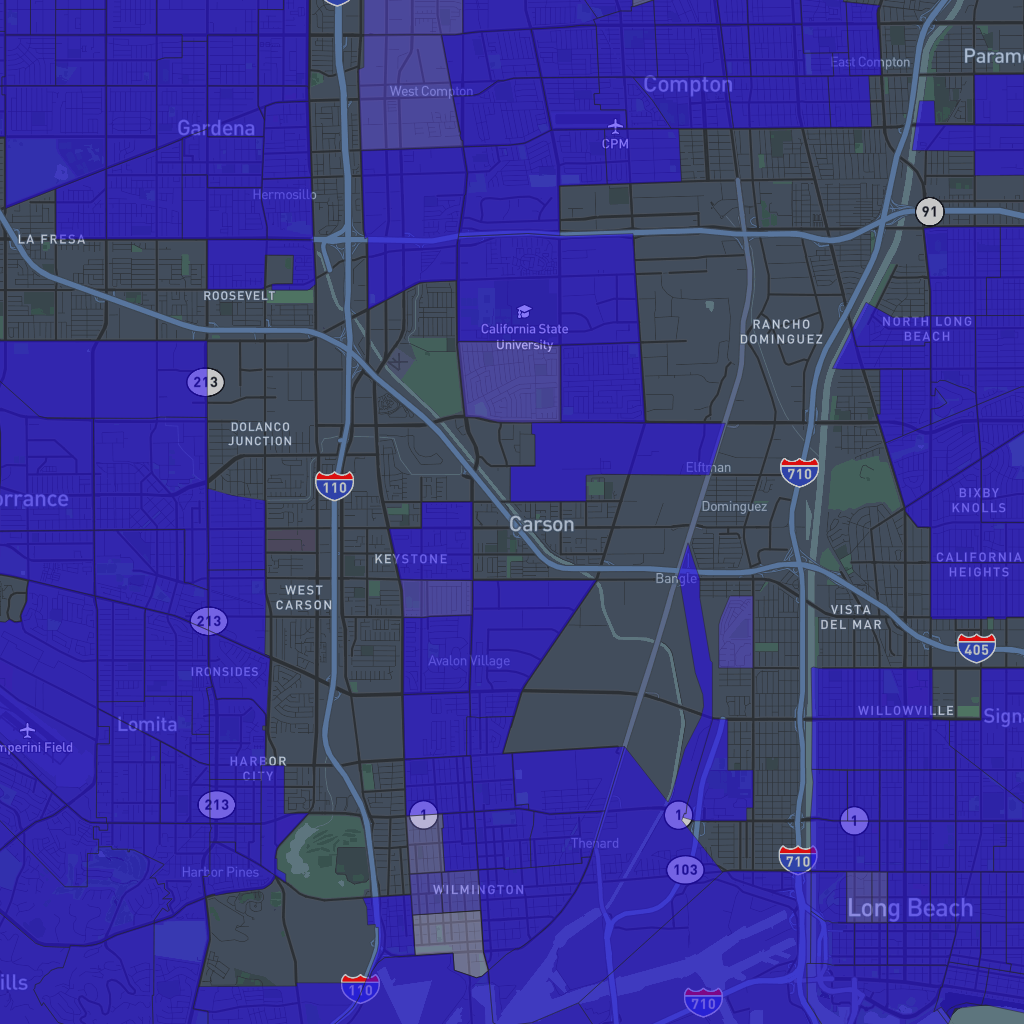 Param
East Compton
Compton
West Compton
Gardena
CPM
Hermosillo
91
LA FRESA
ROOSEVELT
California State
University
RANCHO
DOMINGUEZ
NORTH LONG
BEACH
213
DOLANCO
JUNCTION
Elftman
710
110
orrance
BIXBY
KNOLLS
Dominguez
Carson
KEYSTONE
CALIFORNIA
HEIGHTS
Bangle
WEST
CARSON
VISTA
DEL MAR
213
405
Avalon Village
IRONSIDES
WILLOWVILLE
Signa
Lomita
mperini Field
HARBOR
CITY
213
1
1
1
Thenard
710
103
Harbor Pines
WILMINGTON
Long Beach
ills
110
710